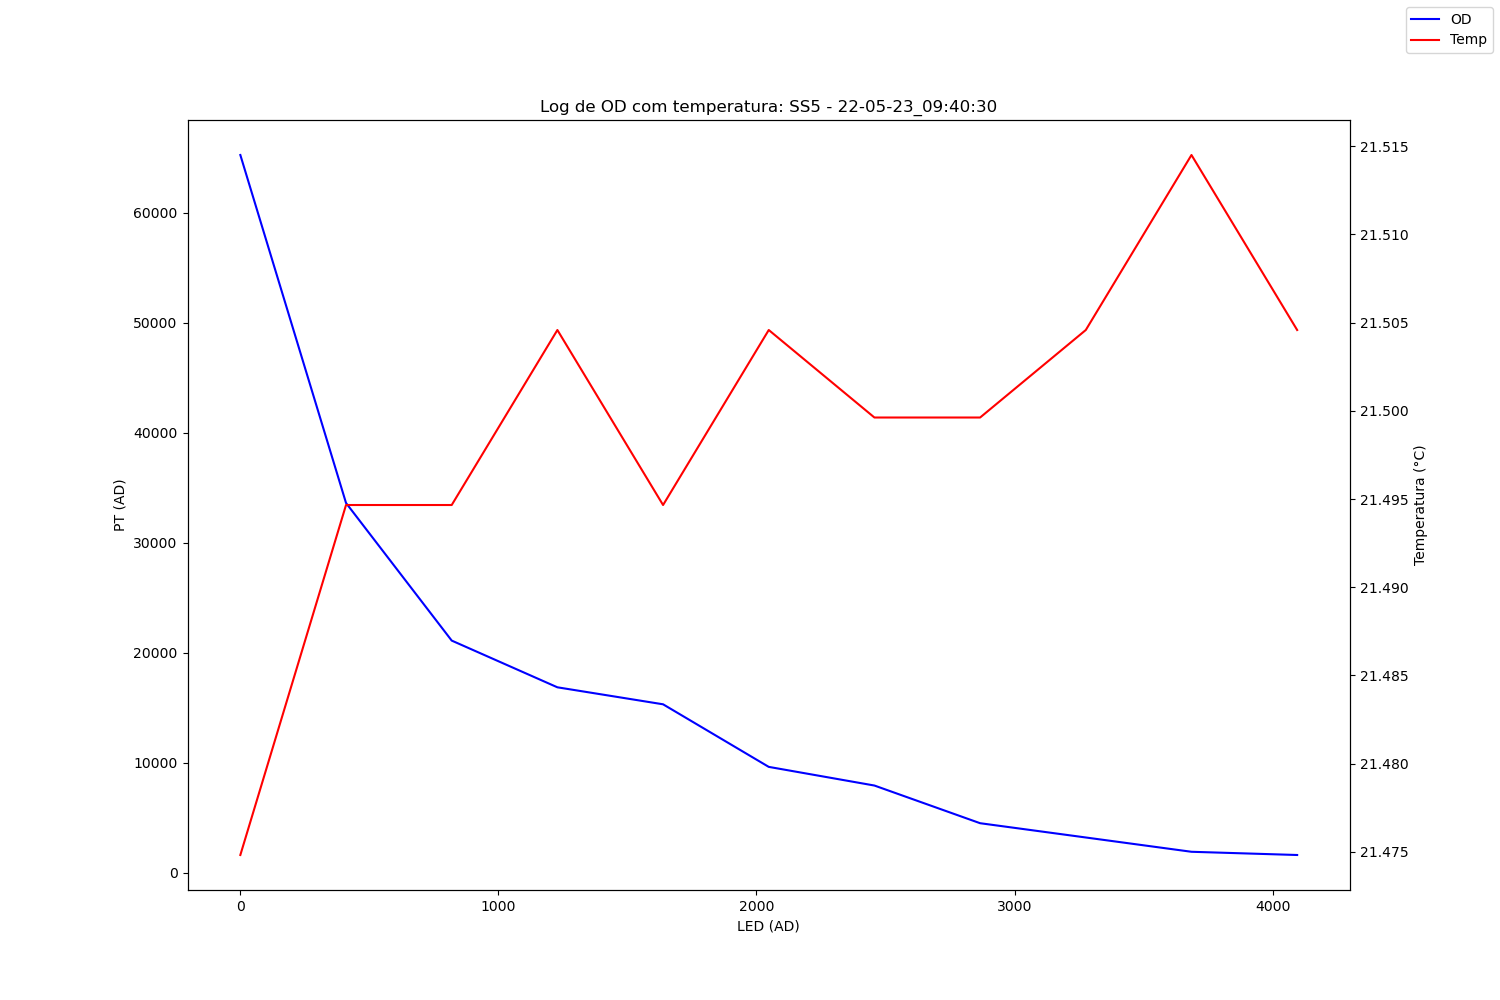 OD
Temp
Log de OD com temperatura: SS5 - 22-05-23_09:40:30
60000
50000
40000
30000
20000
10000
0
PT (AD)
21.515
21.510
21.505
21.500
21.495
21.490
21.485
21.480
21.475
Temperatura (°C)
0 1000 2000 3000 4000
LED (AD)